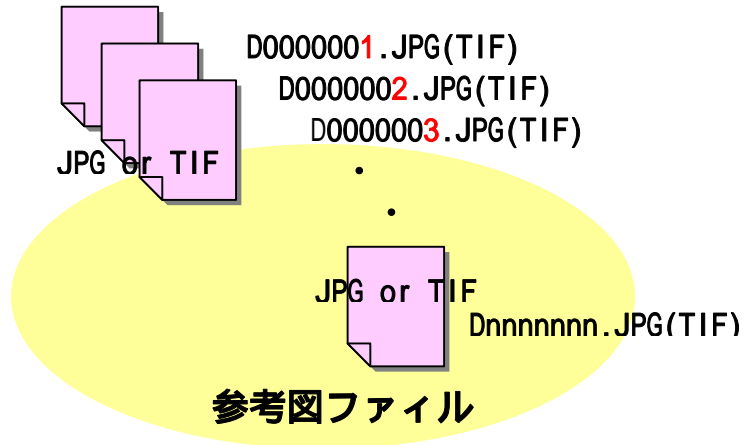 D0000001.JPG(TIF)
D0000002.JPG(TIF)
D0000003.JPG(TIF)
JPG or TIF
JPG or TIF
Dnnnnnnn.JPG(TIF)
参考図ファィル